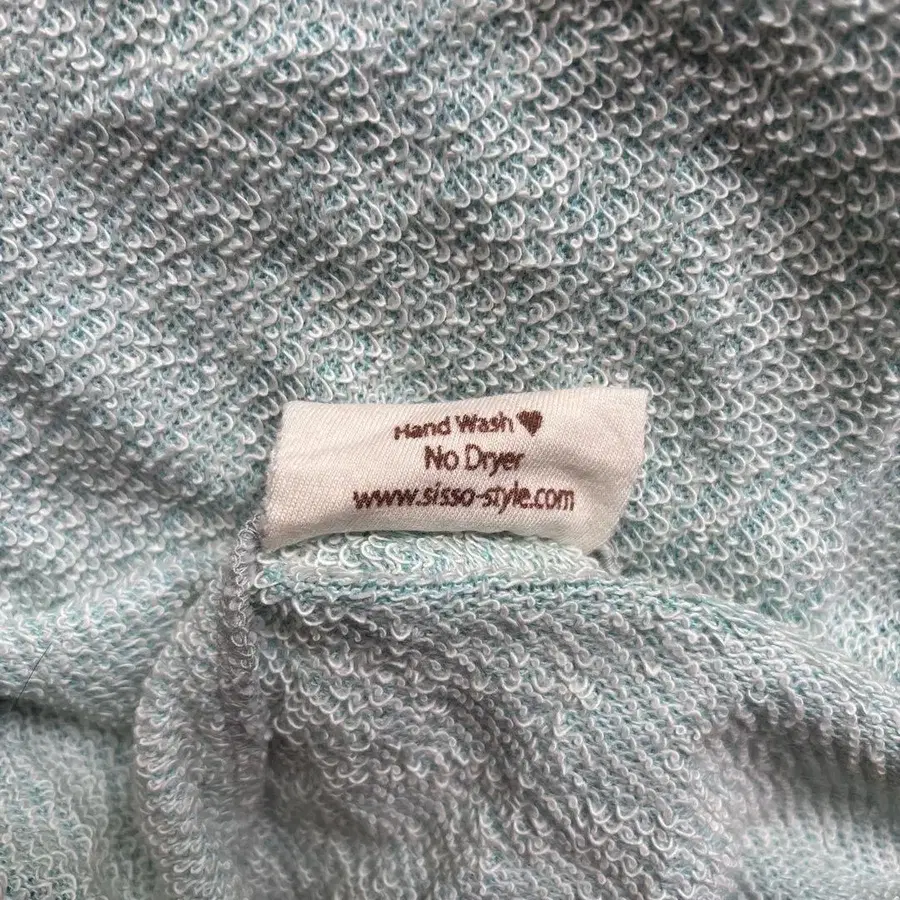 Hand Wash ♥
No Dryer
www.sisso-style.com